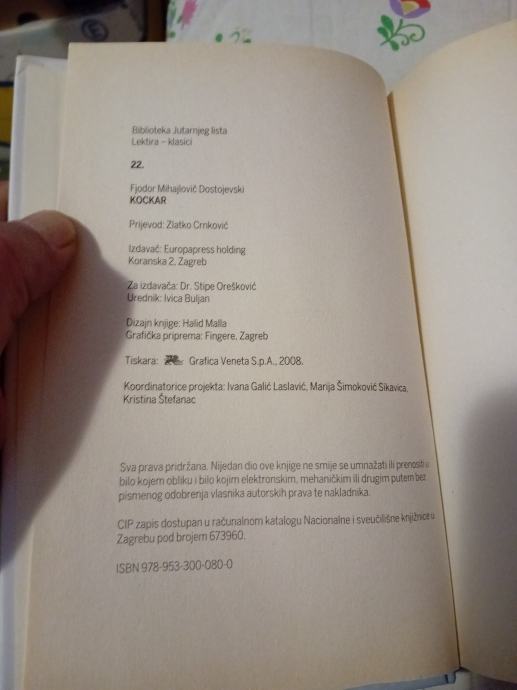 Biblioteka Jutarnjeg lista
Lektira – klasici
22.
Fjodor Mihajlovič Dostojevski
KOCKAR
Prijevod: Zlatko Crnković
Izdavač: Europapress holding
Koranska 2, Zagreb
Za izdavača: Dr. Stipe Orešković
Urednik: Ivica Buljan
Dizajn knjige: Halid Malla
Grafička priprema: Fingere, Zagreb
Tiskara: Grafica Veneta S.p.A., 2008.
Koordinatorice projekta: Ivana Galić Laslavić, Marija Šimoković Sikavica,
Kristina Štefanac
Sva prava pridržana. Nijedan dio ove knjige ne smije se umnažati ili prenositi u
bilo kojem obliku i bilo kojim elektronskim, mehaničkim ili drugim putem bez
pismenog odobrenja vlasnika autorskih prava te nakladnika.
CIP zapis dostupan u računalnom katalogu Nacionalne i sveučilišne knjižnice u
Zagrebu pod brojem 673960.
ISBN 978-953-300-080-0